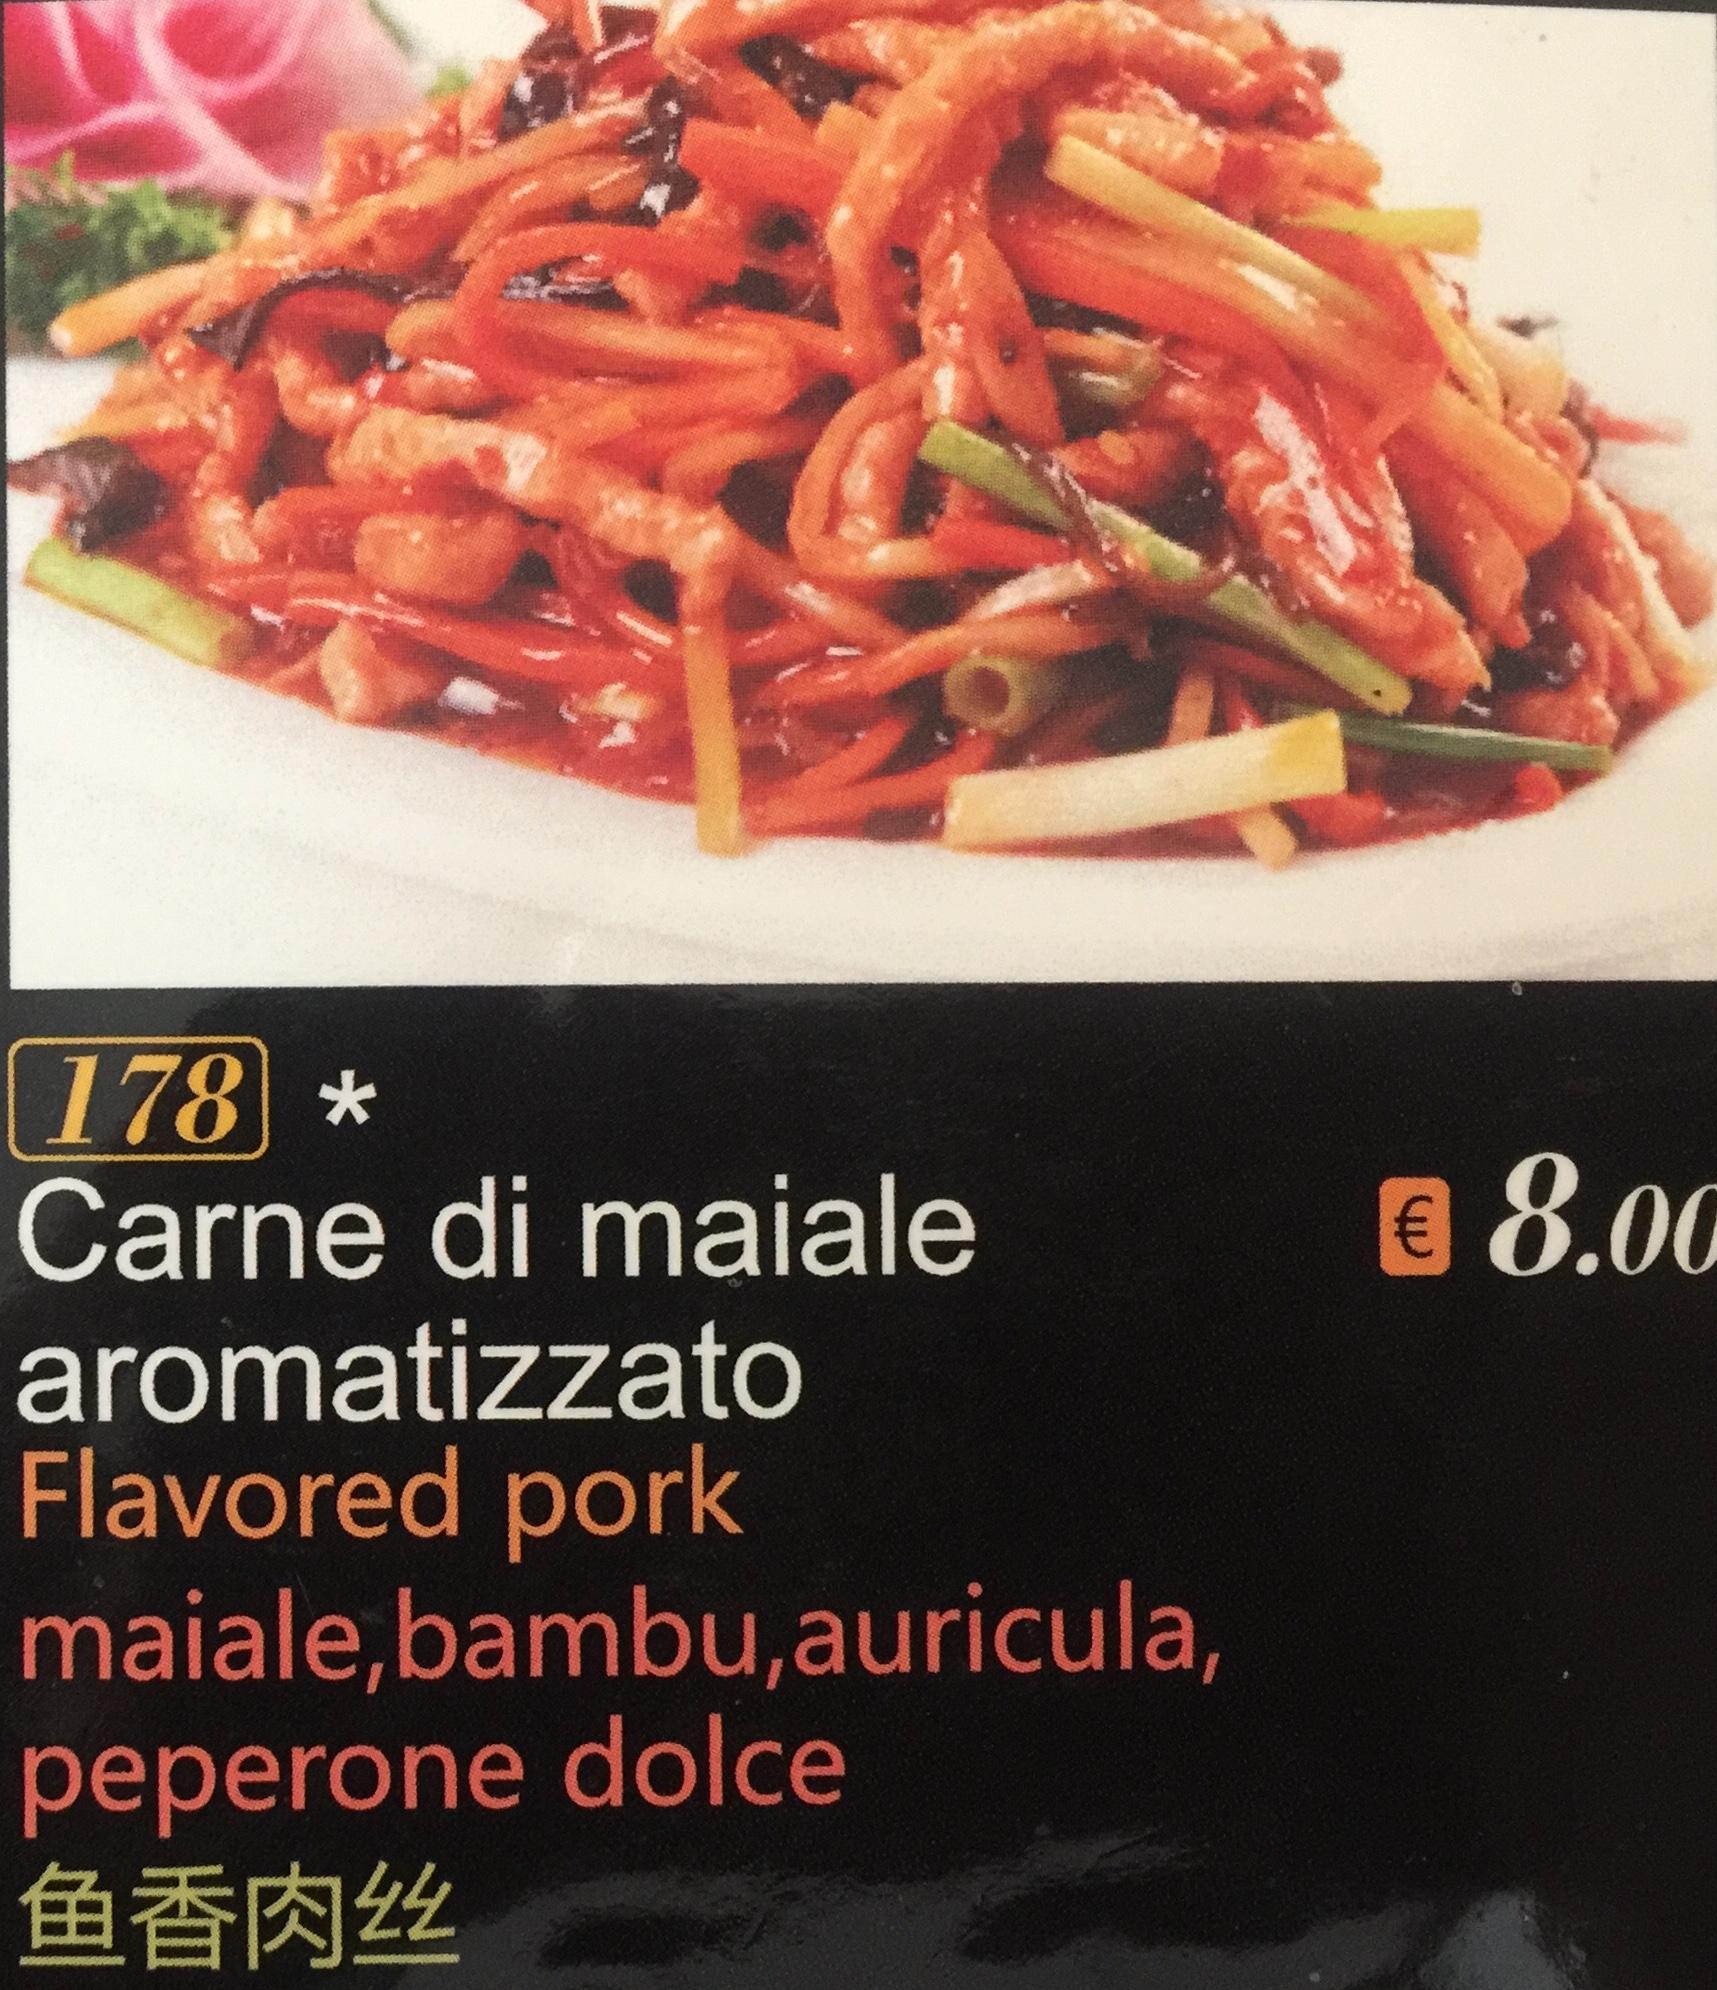 178 *
Carne di maiale € 8.00
aromatizzato
Flavored pork
maiale,bambu,auricula,
peperone dolce
鱼香肉丝